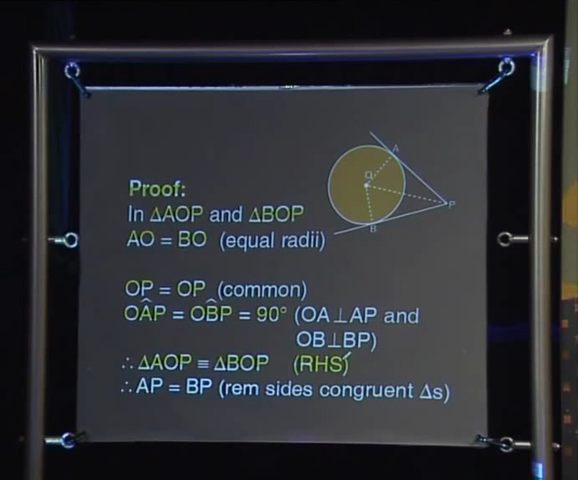 Proof:
In ΔAOP and ΔBOP
AO = BO (equal radii)
OP = OP (common)
OÂP = OB̂P = 90° (OA⊥AP and
OB⊥BP)
∴ ΔAOP ≡ ΔBOP (RHS)
∴ AP = BP (rem sides congruent Δs)
A
O
P
B